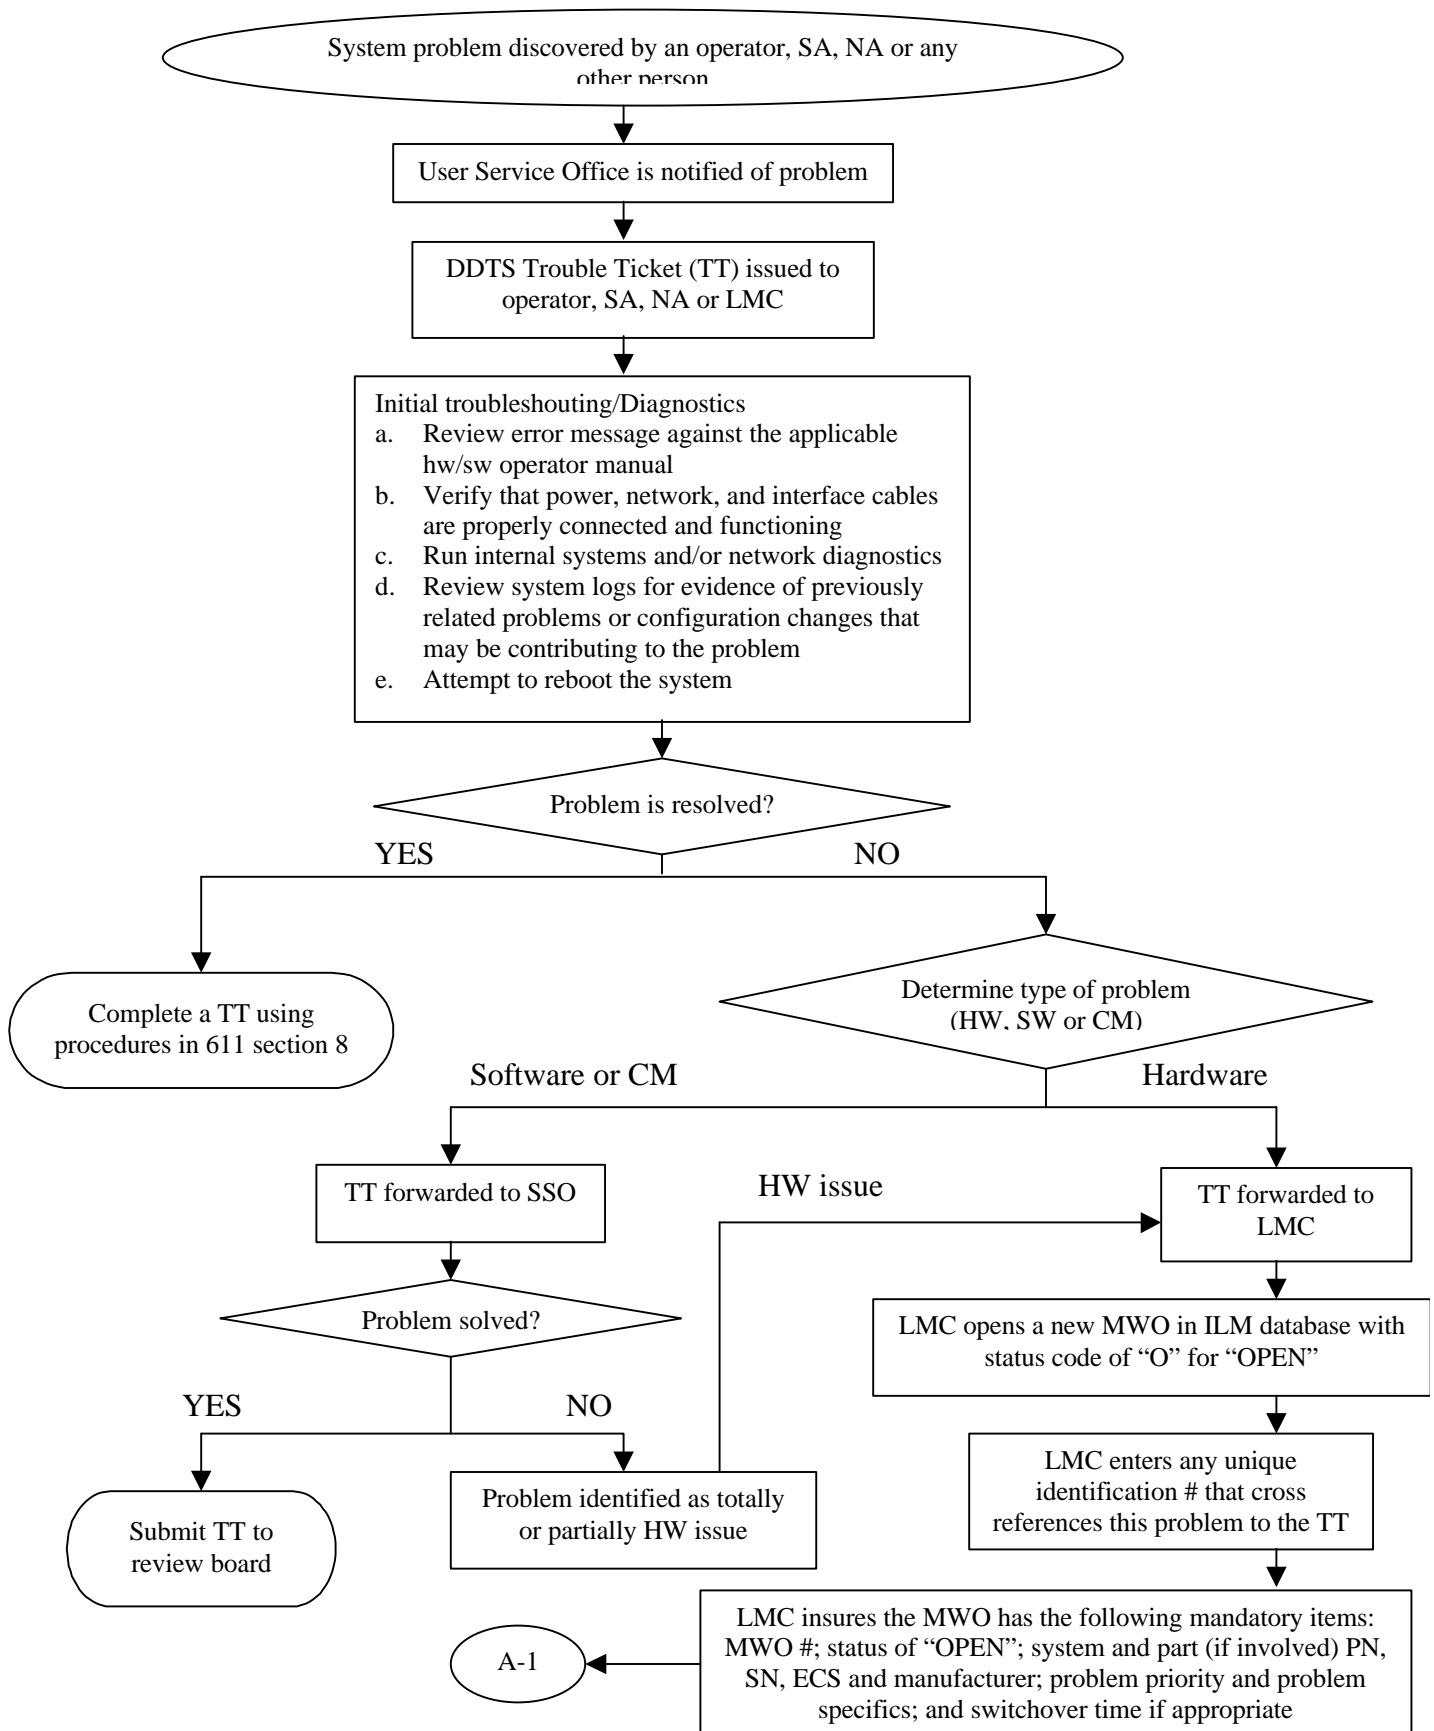 System problem discovered by an operator, SA, NA or any
other person
User Service Office is notified of problem
DDTS Trouble Ticket (TT) issued to
operator, SA, NA or LMC
Initial troubleshouting/Diagnostics
a. Review error message against the applicable
hw/sw operator manual
b. Verify that power, network, and interface cables
are properly connected and functioning
c. Run internal systems and/or network diagnostics
d. Review system logs for evidence of previously
related problems or configuration changes that
may be contributing to the problem
e. Attempt to reboot the system
Problem is resolved?
YES
NO
Complete a TT using
procedures in 611 section 8
Determine type of problem
(HW, SW or CM)
Software or CM
Hardware
TT forwarded to SSO
HW issue
TT forwarded to
LMC
Problem solved?
LMC opens a new MWO in ILM database with
status code of “O” for “OPEN”
YES
NO
LMC enters any unique
identification # that cross
references this problem to the TT
Problem identified as totally
or partially HW issue
Submit TT to
review board
LMC insures the MWO has the following mandatory items:
MWO #; status of “OPEN”; system and part (if involved) PN,
SN, ECS and manufacturer; problem priority and problem
specifics; and switchover time if appropriate
A-1